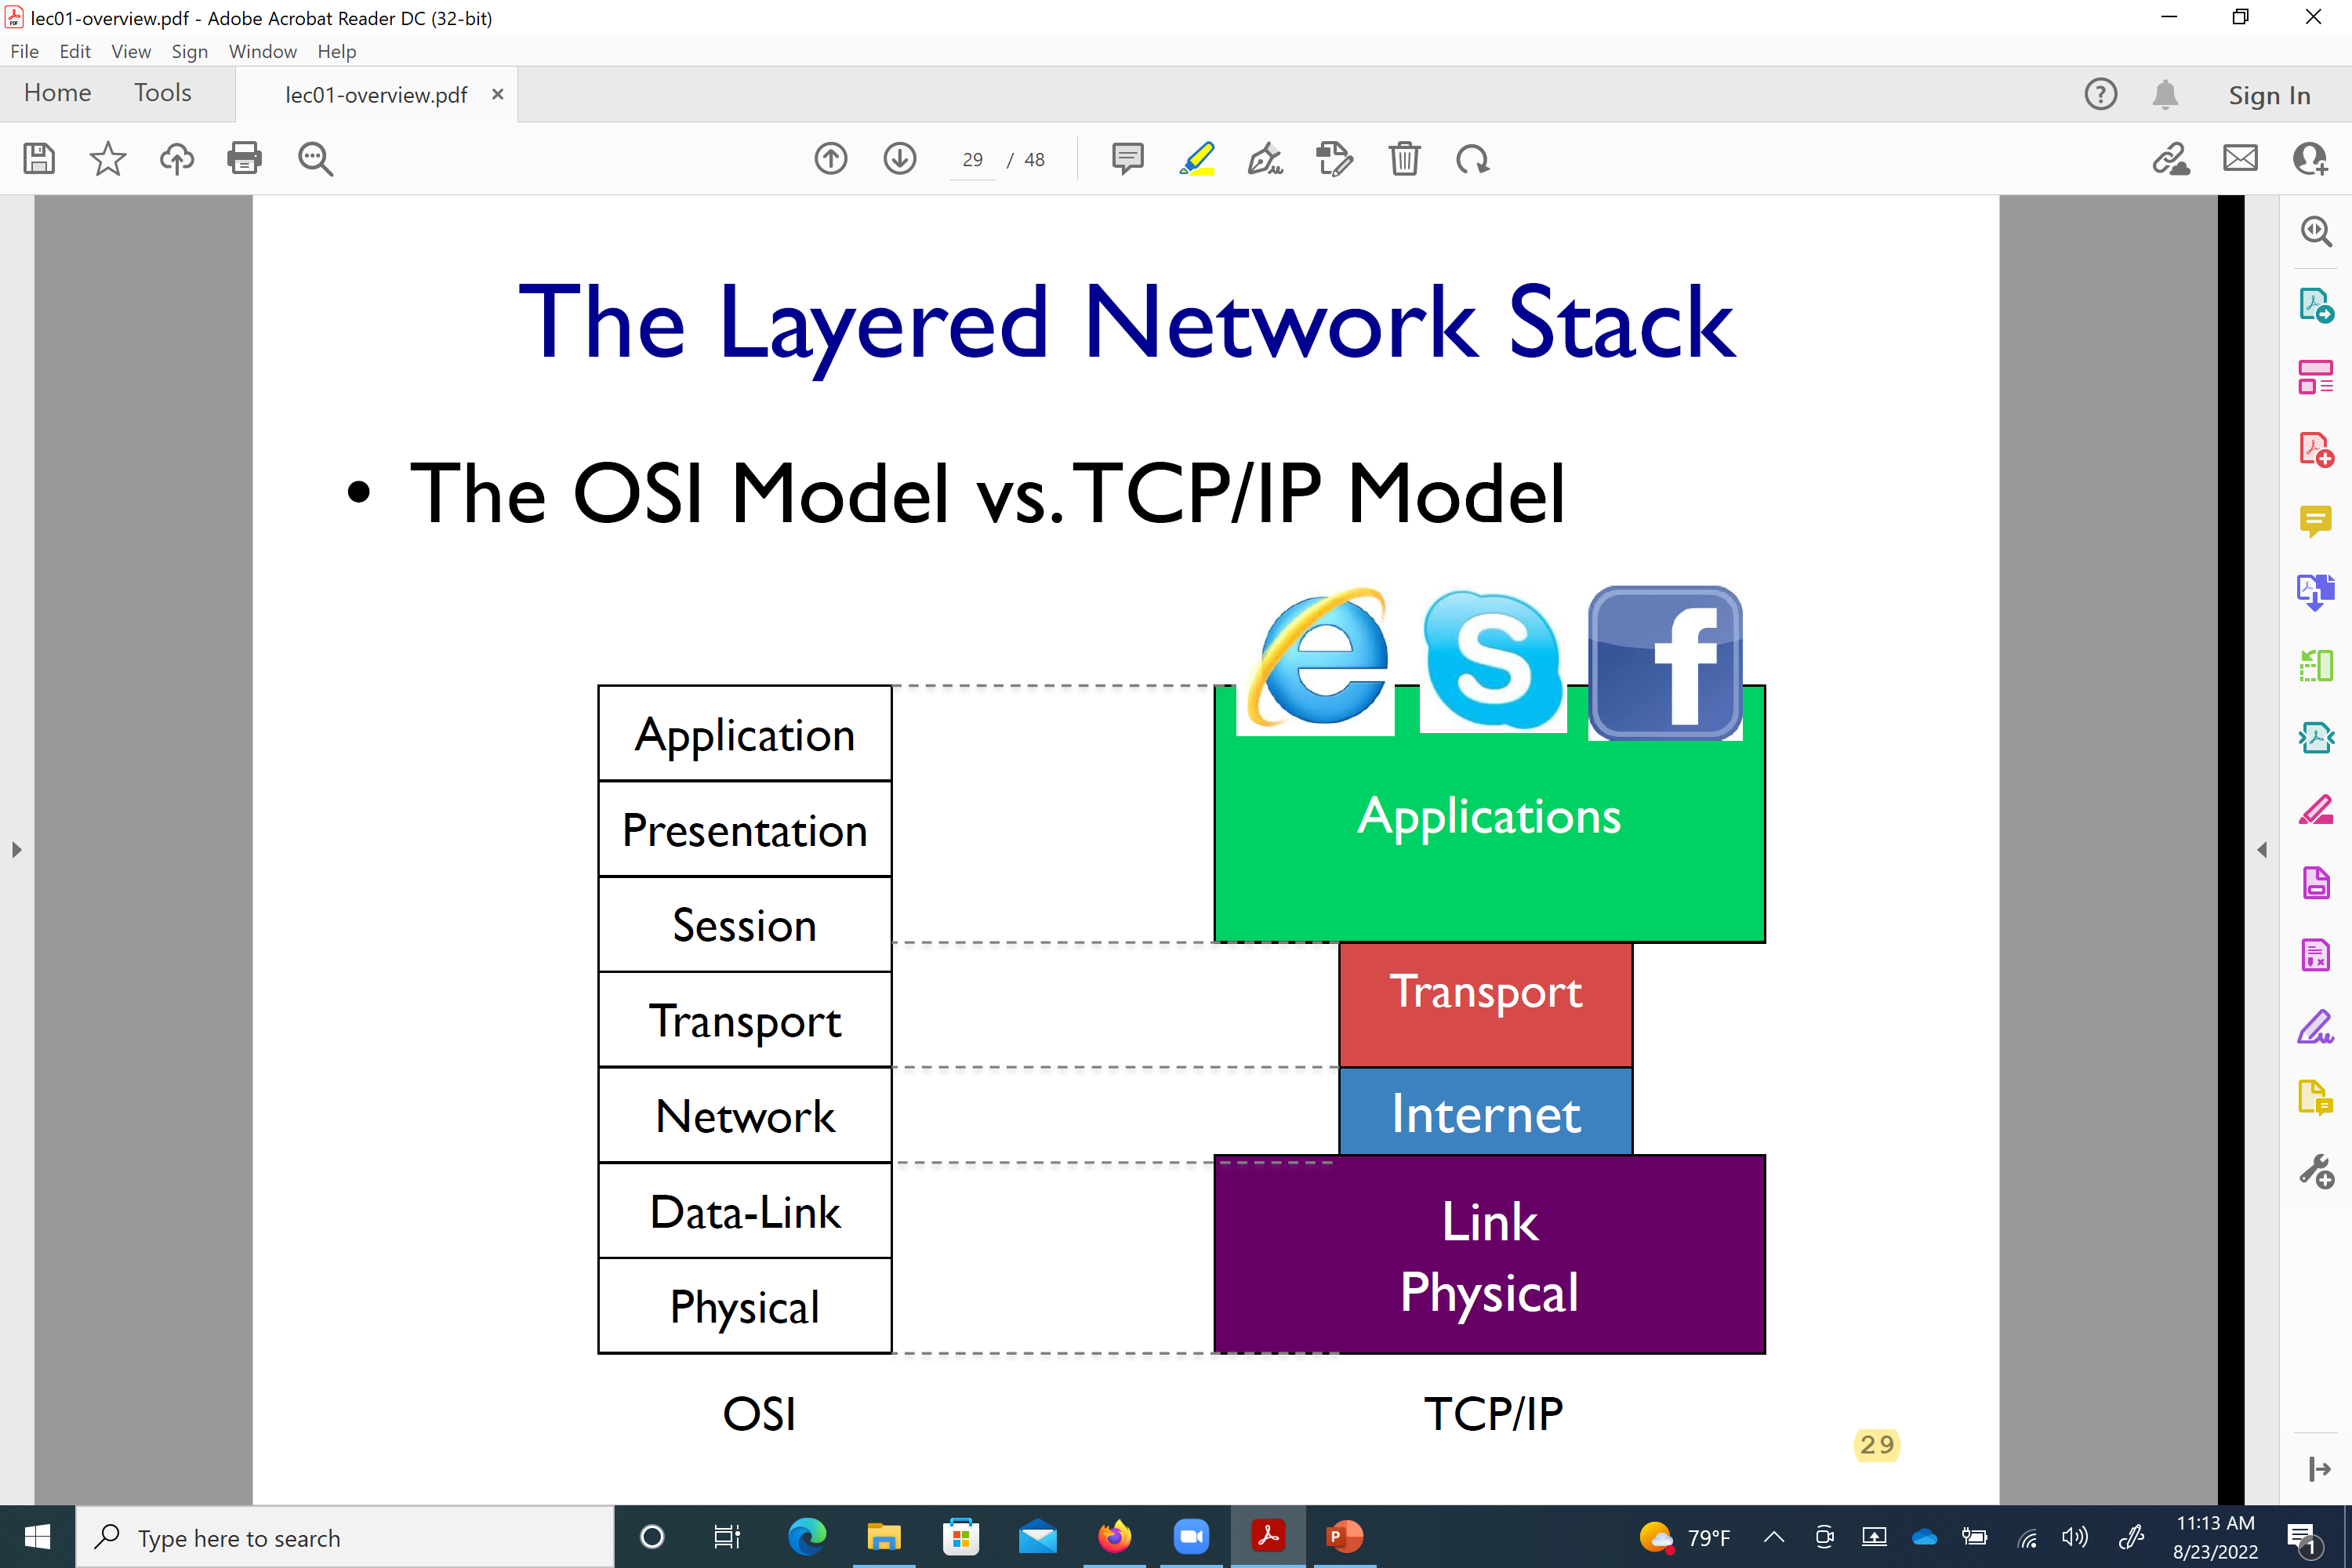 lec01-overview.pdf - Adobe Acrobat Reader DC (32-bit)
File Edit View Sign Window Help
Home Tools lec01-overview.pdf × Sign In
29 / 48
The Layered Network Stack
• The OSI Model vs. TCP/IP Model
Application
Presentation
Session
Transport
Network
Data-Link
Physical
OSI
Applications
Transport
Internet
Link
Physical
TCP/IP
29
Type here to search
79°F
11:13 AM
8/23/2022
1